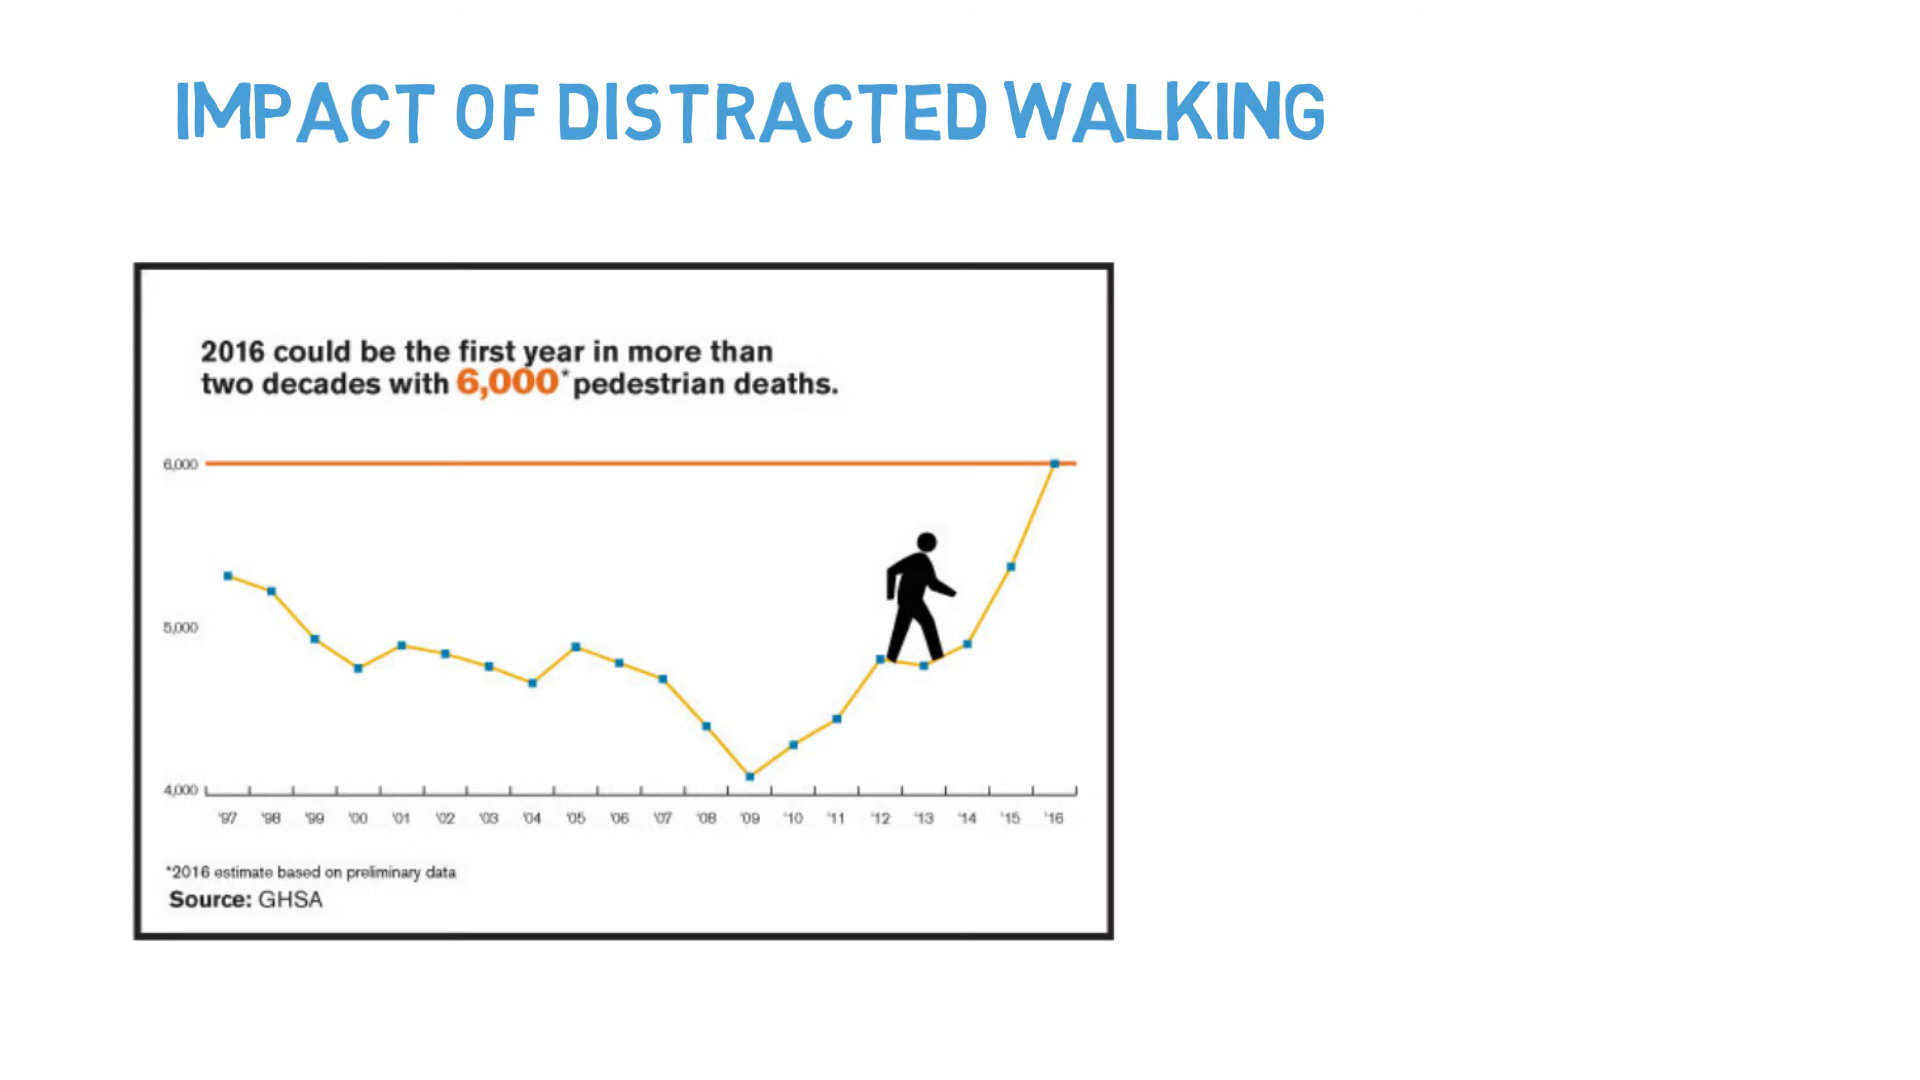 IMPACT OF DISTRACTED WALKING
2016 could be the first year in more than
two decades with 6,000* pedestrian deaths.
6,000
5,000
4,000
'97 '98 '99 '00 '01 '02 '03 '04 '05 '06 '07 '08 '09 '10 '11 '12 '13 '14 '15 '16
*2016 estimate based on preliminary data
Source: GHSA